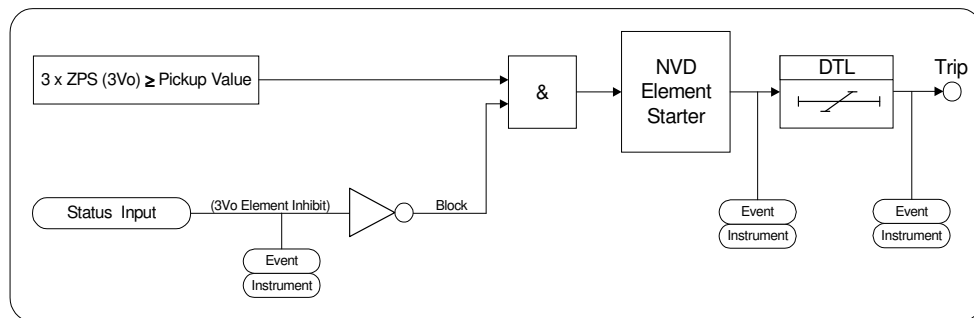 3 x ZPS (3Vo) ≥ Pickup Value
&
NVD
Element
Starter
DTL
Trip
Status Input
(3Vo Element Inhibit)
Block
Event
Instrument
Event
Instrument
Event
Instrument